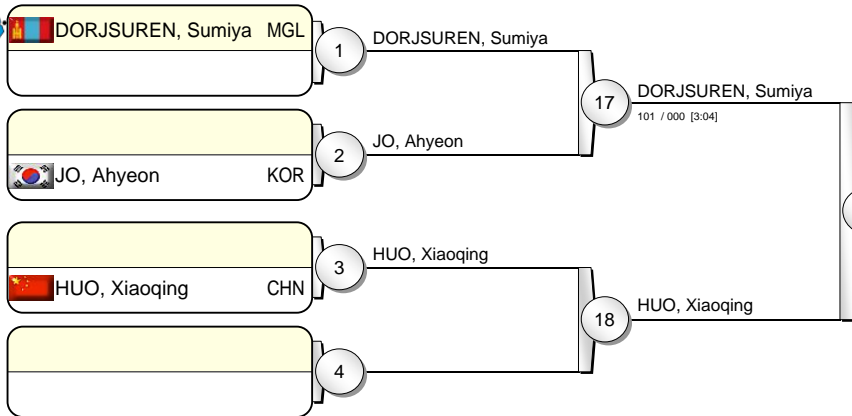 DORJSUREN, Sumiya MGL
1
DORJSUREN, Sumiya
17
DORJSUREN, Sumiya
101 / 000 [3:04]
2
JO, Ahyeon
JO, Ahyeon KOR
3
HUO, Xiaoqing
HUO, Xiaoqing CHN
18
HUO, Xiaoqing
4